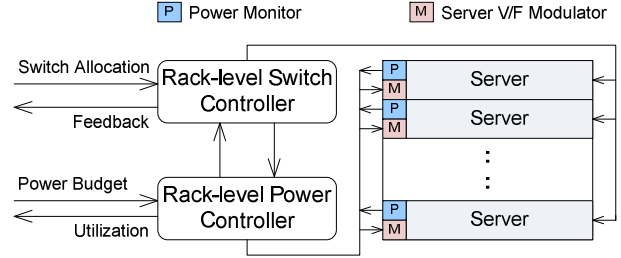 P Power Monitor
M Server V/F Modulator
Switch Allocation
Rack-level Switch
Controller
Feedback
Power Budget
Rack-level Power
Controller
Utilization
P
M
Server
P
M
Server
P
M
Server